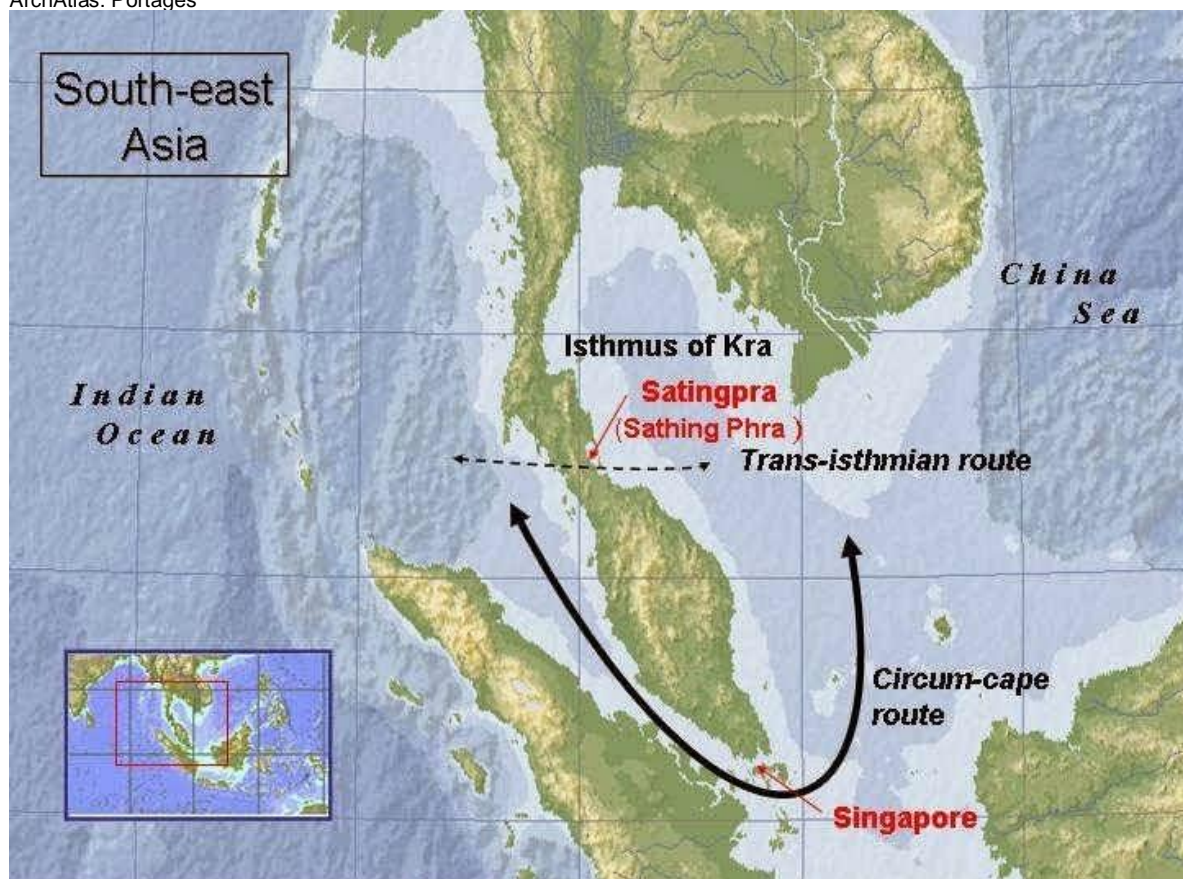 ArchAtlas: Portages
South-east
Asia
China
Sea
Isthmus of Kra
Satingpra
(Sathing Phra )
Indian
Ocean
Trans-isthmian route
Circum-cape
route
Singapore